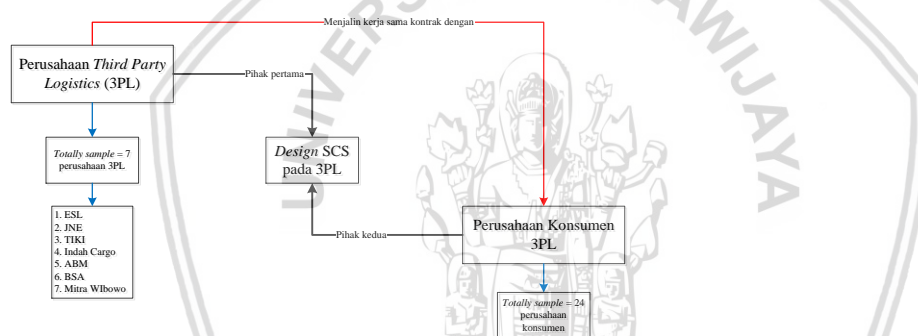 Menjalin kerja sama kontrak dengan
Perusahaan Third Party
Logistics (3PL)
Pihak pertama
Totally sample = 7
perusahaan 3PL
Design SCS
pada 3PL
1. ESL
2. JNE
3. TIKI
4. Indah Cargo
5. ABM
6. BSA
7. Mitra WIbowo
Pihak kedua
Perusahaan Konsumen
3PL
Totally sample = 24
perusahaan
konsumen
UNIVERS
AWIJAYA